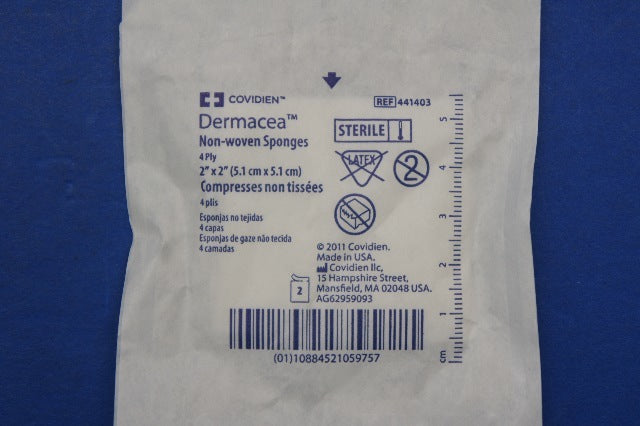 COVIDIEN™
REF 441403
Dermacea™
Non-woven Sponges
4 Ply
2" x 2" (5.1 cm x 5.1 cm)
Compresses non tissées
4 plis
Esponjas no tejidas
4 capas
Esponjas de gaze não tecida
4 camadas
STERILE
LATEX
2
© 2011 Covidien.
Made in USA.
Covidien llc,
15 Hampshire Street,
Mansfield, MA 02048 USA.
AG62959093
2
(01)10884521059757
5
4
3
2
1
cm